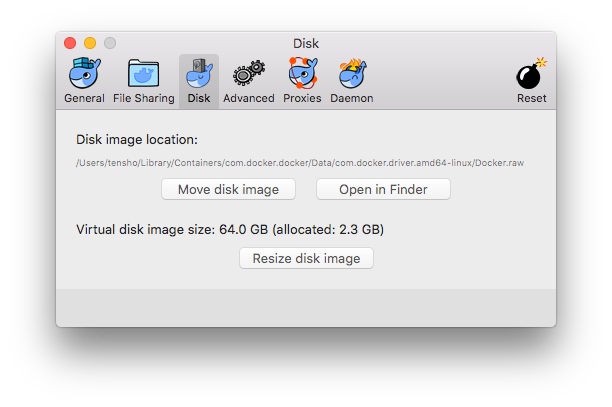 Disk
General File Sharing Disk Advanced Proxies Daemon Reset
Disk image location:
/Users/tensho/Library/Containers/com.docker.docker/Data/com.docker.driver.amd64-linux/Docker.raw
Move disk image Open in Finder
Virtual disk image size: 64.0 GB (allocated: 2.3 GB)
Resize disk image